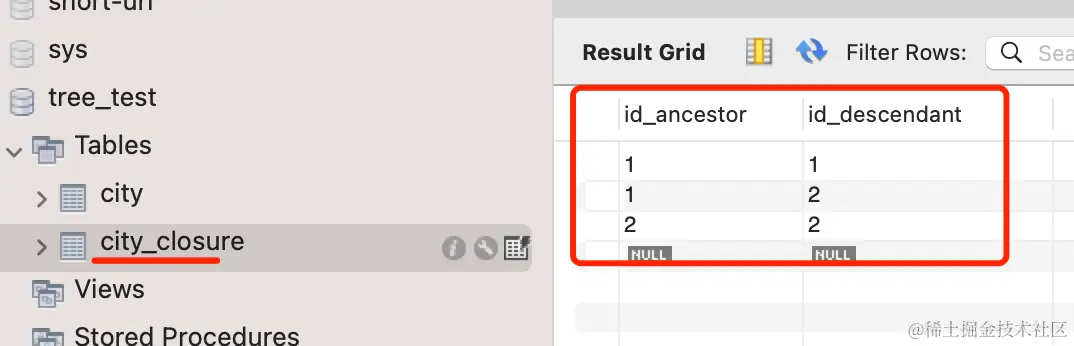 short-url
sys
tree_test
Tables
city
city_closure
Views
Stored Procedures
Result Grid Filter Rows: Sea
id_ancestor id_descendant
1 1
1 2
2 2
NULL NULL
@稀土掘金技术社区